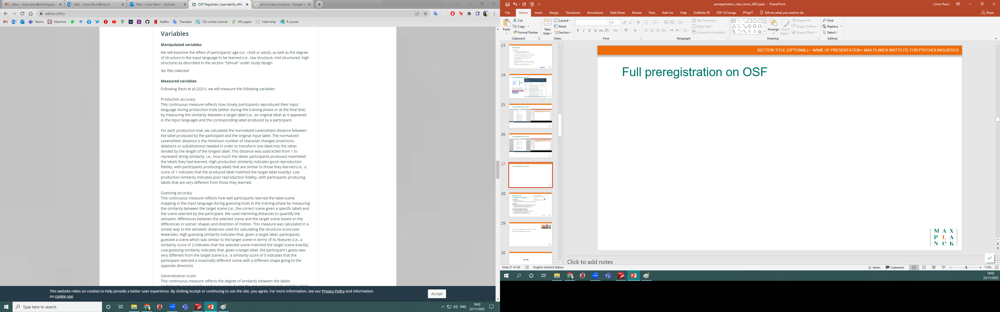 Inbox - limor.raviv@mail.huji.ac.i
Mail - Limor.Raviv@mpi.nl
Mail - Limor Raviv - Outlook
OSF Registries | Learnability effec
print screen windows - Google S
osf.io/w89ju
Teams
MaxIntra
Netflix
Translate
CES online tutorial
NN paper
Internship
R course
Variables
Manipulated variables
We will examine the effect of participants' age (i.e., child or adult), as well as the degree
of structure in the input language to be learned (i.e., low structure, mid structured, high
structure) as described in the section "Stimuli" under study design.
No files selected
Measured variables
Following Raviv et al (2021), we will measure the following variables:
Production accuracy
This continuous measure reflects how closely participants reproduced their input
language during production trials (either during the training phase or at the final test)
by measuring the similarity between a target label (i.e., an original label as it appeared
in the input language) and the corresponding label produced by a participant.
For each production trial, we calculated the normalized Levenshtein distance between
the label produced by the participant and the original input label. The normalized
Levenshtein distance is the minimum number of character changes (insertions,
deletions or substitutions) needed in order to transform one label into the other,
divided by the length of the longest label. This distance was subtracted from 1 to
represent string similarity, i.e., how much the labels participants produced resembled
the labels they had learned. High production similarity indicates good reproduction
fidelity, with participants producing labels that are similar to those they learned (i.e., a
score of 1 indicates that the produced label matched the target label exactly). Low
production similarity indicates poor reproduction fidelity, with participants producing
labels that are very different from those they learned.
Guessing accuracy
This continuous measure reflects how well participants learned the label-scene
mapping in the input language during guessing trials in the training phase by measuring
the similarity between the target scene (i.e., the correct scene given a specific label) and
the scene selected by the participant. We used Hamming distances to quantify the
semantic differences between the selected scene and the target scene based on the
differences in scenes' shapes and direction of motion. This measure was calculated in a
similar way to the semantic distances used for calculating the structure score (see
Materials). High guessing similarity indicates that, given a target label, participants
guessed a scene which was similar to the target scene in terms of its features (i.e., a
similarity score of 2 indicates that the selected scene matched the target scene exactly).
Low guessing similarity indicates that, given a target label, the participant's guess was
very different from the target scene (i.e., a similarity score of 0 indicates that the
participant selected a maximally different scene with a different shape going to the
opposite direction).
Generalization score
This continuous measure reflects the degree of similarity between the labels
This website relies on cookies to help provide a better user experience. By clicking Accept or continuing to use the site, you agree. For more information, see our Privacy Policy and information
on cookie use.
Accept
Type here to search
ENG
16:02
22/11/2022
preregistration_class_limor_2022.pptx - PowerPoint
Limor Raviv
File
Home
Insert
Design
Transitions
Animations
Slide Show
Review
View
Add-ins
Help
EndNote 20
PDF-XChange
PPspliT
Tell me what you want to do
Share
Paste
Cut
Copy
Format Painter
Clipboard
New
Slide
Layout
Reset
Section
Slides
18
Font
Text Direction
Align Text
Convert to SmartArt
Paragraph
Arrange
Quick
Styles
Shape Fill
Shape Outline
Shape Effects
Drawing
Find
Replace
Select
Editing
23
24
Full preregistration on OSF
25
Full preregistration on OSF
26
Full preregistration on OSF
27
Full preregistration on OSF
28
29
30
Break
SECTION TITLE (OPTIONAL) • NAME OF PRESENTATION • MAX PLANCK INSTITUTE FOR PSYCHOLINGUISTICS
Full preregistration on OSF
MAX
PLA
NCK
Click to add notes
Slide 27 of 69
English (United States)
Notes
Comments
110%
16:02
22/11/2022